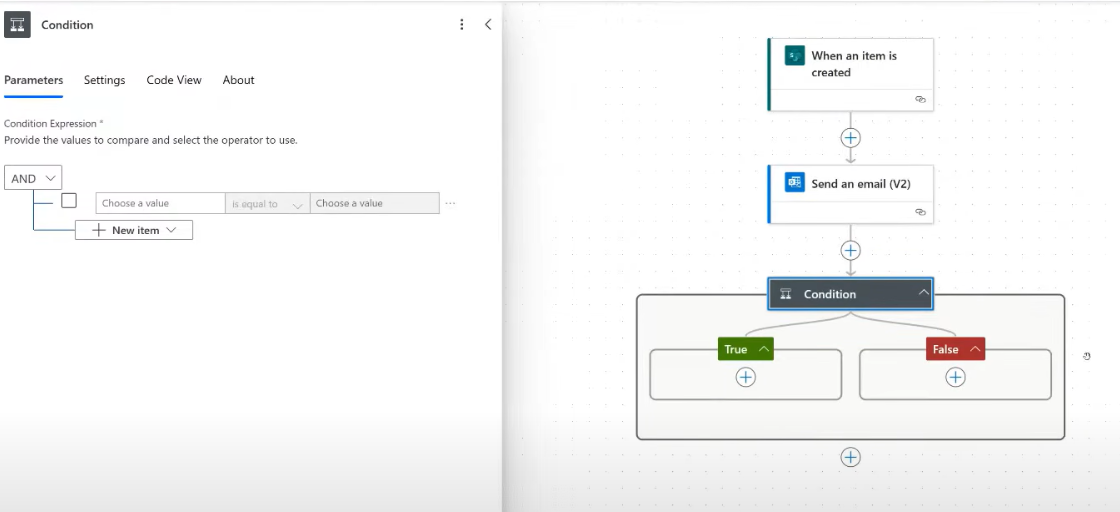 Condition
Parameters Settings Code View About
Condition Expression *
Provide the values to compare and select the operator to use.
AND
Choose a value is equal to Choose a value ...
New item
When an item is
created
Send an email (V2)
Condition
True False